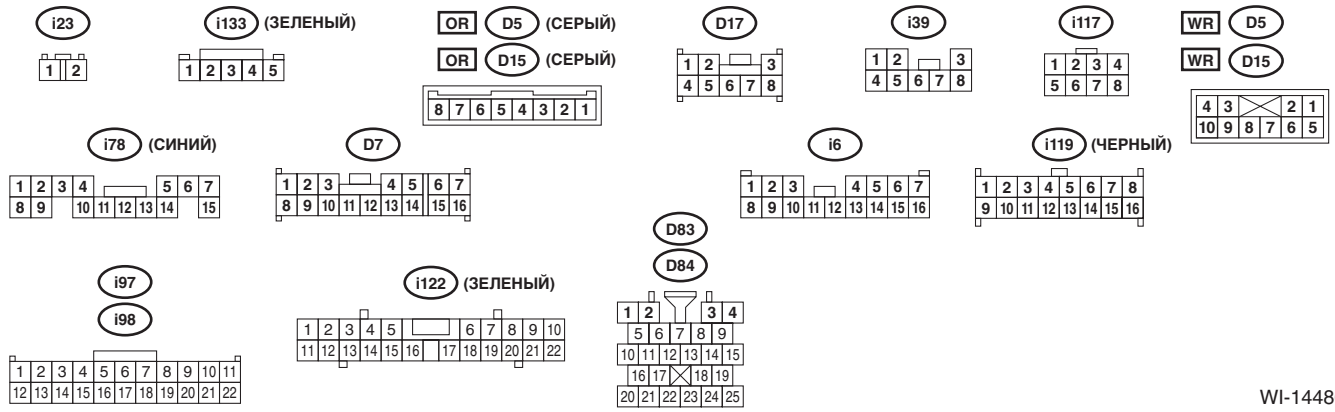 i23 i133 (ЗЕЛЕНЫЙ) OR D5 (СЕРЫЙ) D17 i39 i117 WR D5
OR D15 (СЕРЫЙ) WR D15
1 2
1 2 3 4 5
8 7 6 5 4 3 2 1
1 2 3
4 5 6 7 8
1 2 3
4 5 6 7 8
1 2 3 4
5 6 7 8
4 3 2 1
10 9 8 7 6 5
i78 (СИНИЙ) D7 i6 i119 (ЧЕРНЫЙ)
1 2 3 4 5 6 7
8 9 10 11 12 13 14 15
1 2 3 4 5 6 7
8 9 10 11 12 13 14 15 16
1 2 3 4 5 6 7
8 9 10 11 12 13 14 15 16
1 2 3 4 5 6 7 8
9 10 11 12 13 14 15 16
i97
i98
1 2 3 4 5 6 7 8 9 10 11
12 13 14 15 16 17 18 19 20 21 22
i122 (ЗЕЛЕНЫЙ)
1 2 3 4 5 6 7 8 9 10
11 12 13 14 15 16 17 18 19 20 21 22
D83
D84
1 2 3 4
5 6 7 8 9
10 11 12 13 14 15
16 17 18 19
20 21 22 23 24 25
WI-1448